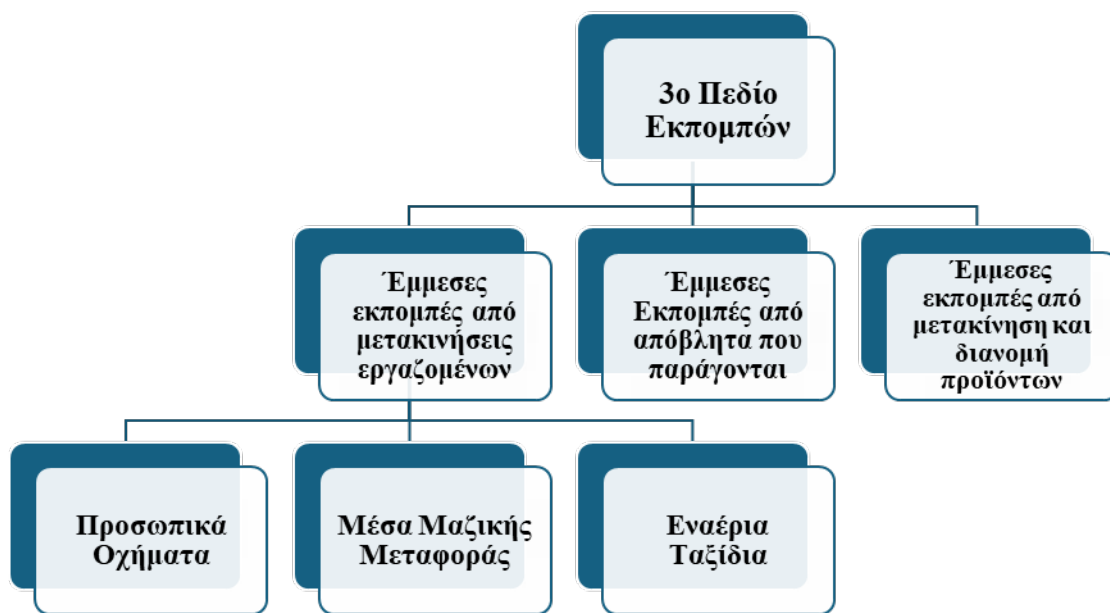 3ο Πεδίο
Εκπομπών
Έμμεσες
εκπομπές από
μετακινήσεις
εργαζομένων
Έμμεσες
Εκπομπές από
απόβλητα που
παράγονται
Έμμεσες
εκπομπές από
μετακίνηση και
διανομή
προϊόντων
Προσωπικά
Οχήματα
Μέσα Μαζικής
Μεταφοράς
Εναέρια
Ταξίδια